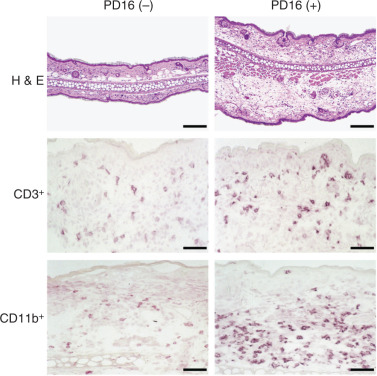 PD16 (–) PD16 (+)
H & E
CD3⁺
CD11b⁺